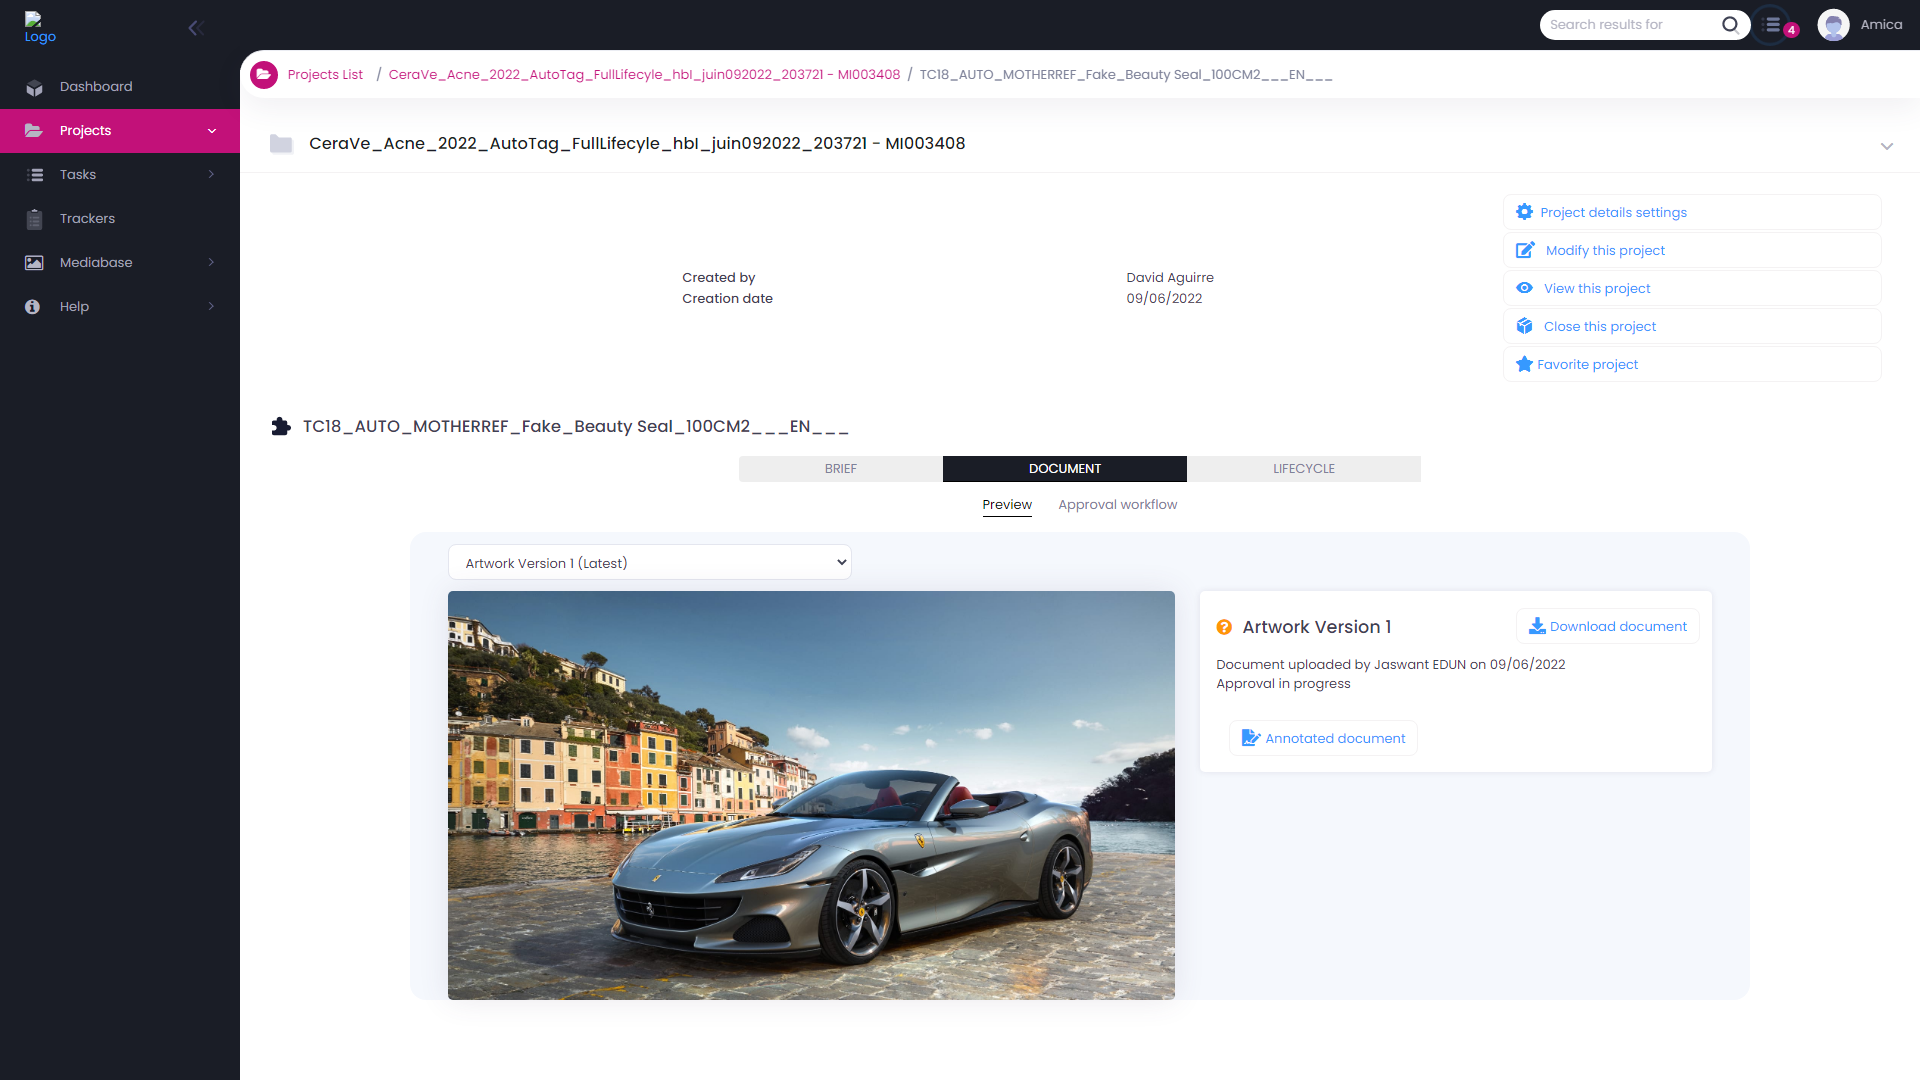 Logo
Search results for
4
Amica
Dashboard
Projects
Tasks
Trackers
Mediabase
Help
Projects List / CeraVe_Acne_2022_AutoTag_FullLifecyle_hbl_juin092022_203721 - MI003408 / TC18_AUTO_MOTHERREF_Fake_Beauty Seal_100CM2___EN___
CeraVe_Acne_2022_AutoTag_FullLifecyle_hbl_juin092022_203721 - MI003408
Created by David Aguirre
Creation date 09/06/2022
Project details settings
Modify this project
View this project
Close this project
Favorite project
TC18_AUTO_MOTHERREF_Fake_Beauty Seal_100CM2___EN___
BRIEF DOCUMENT LIFECYCLE
Preview Approval workflow
Artwork Version 1 (Latest)
Artwork Version 1
Download document
Document uploaded by Jaswant EDUN on 09/06/2022
Approval in progress
Annotated document